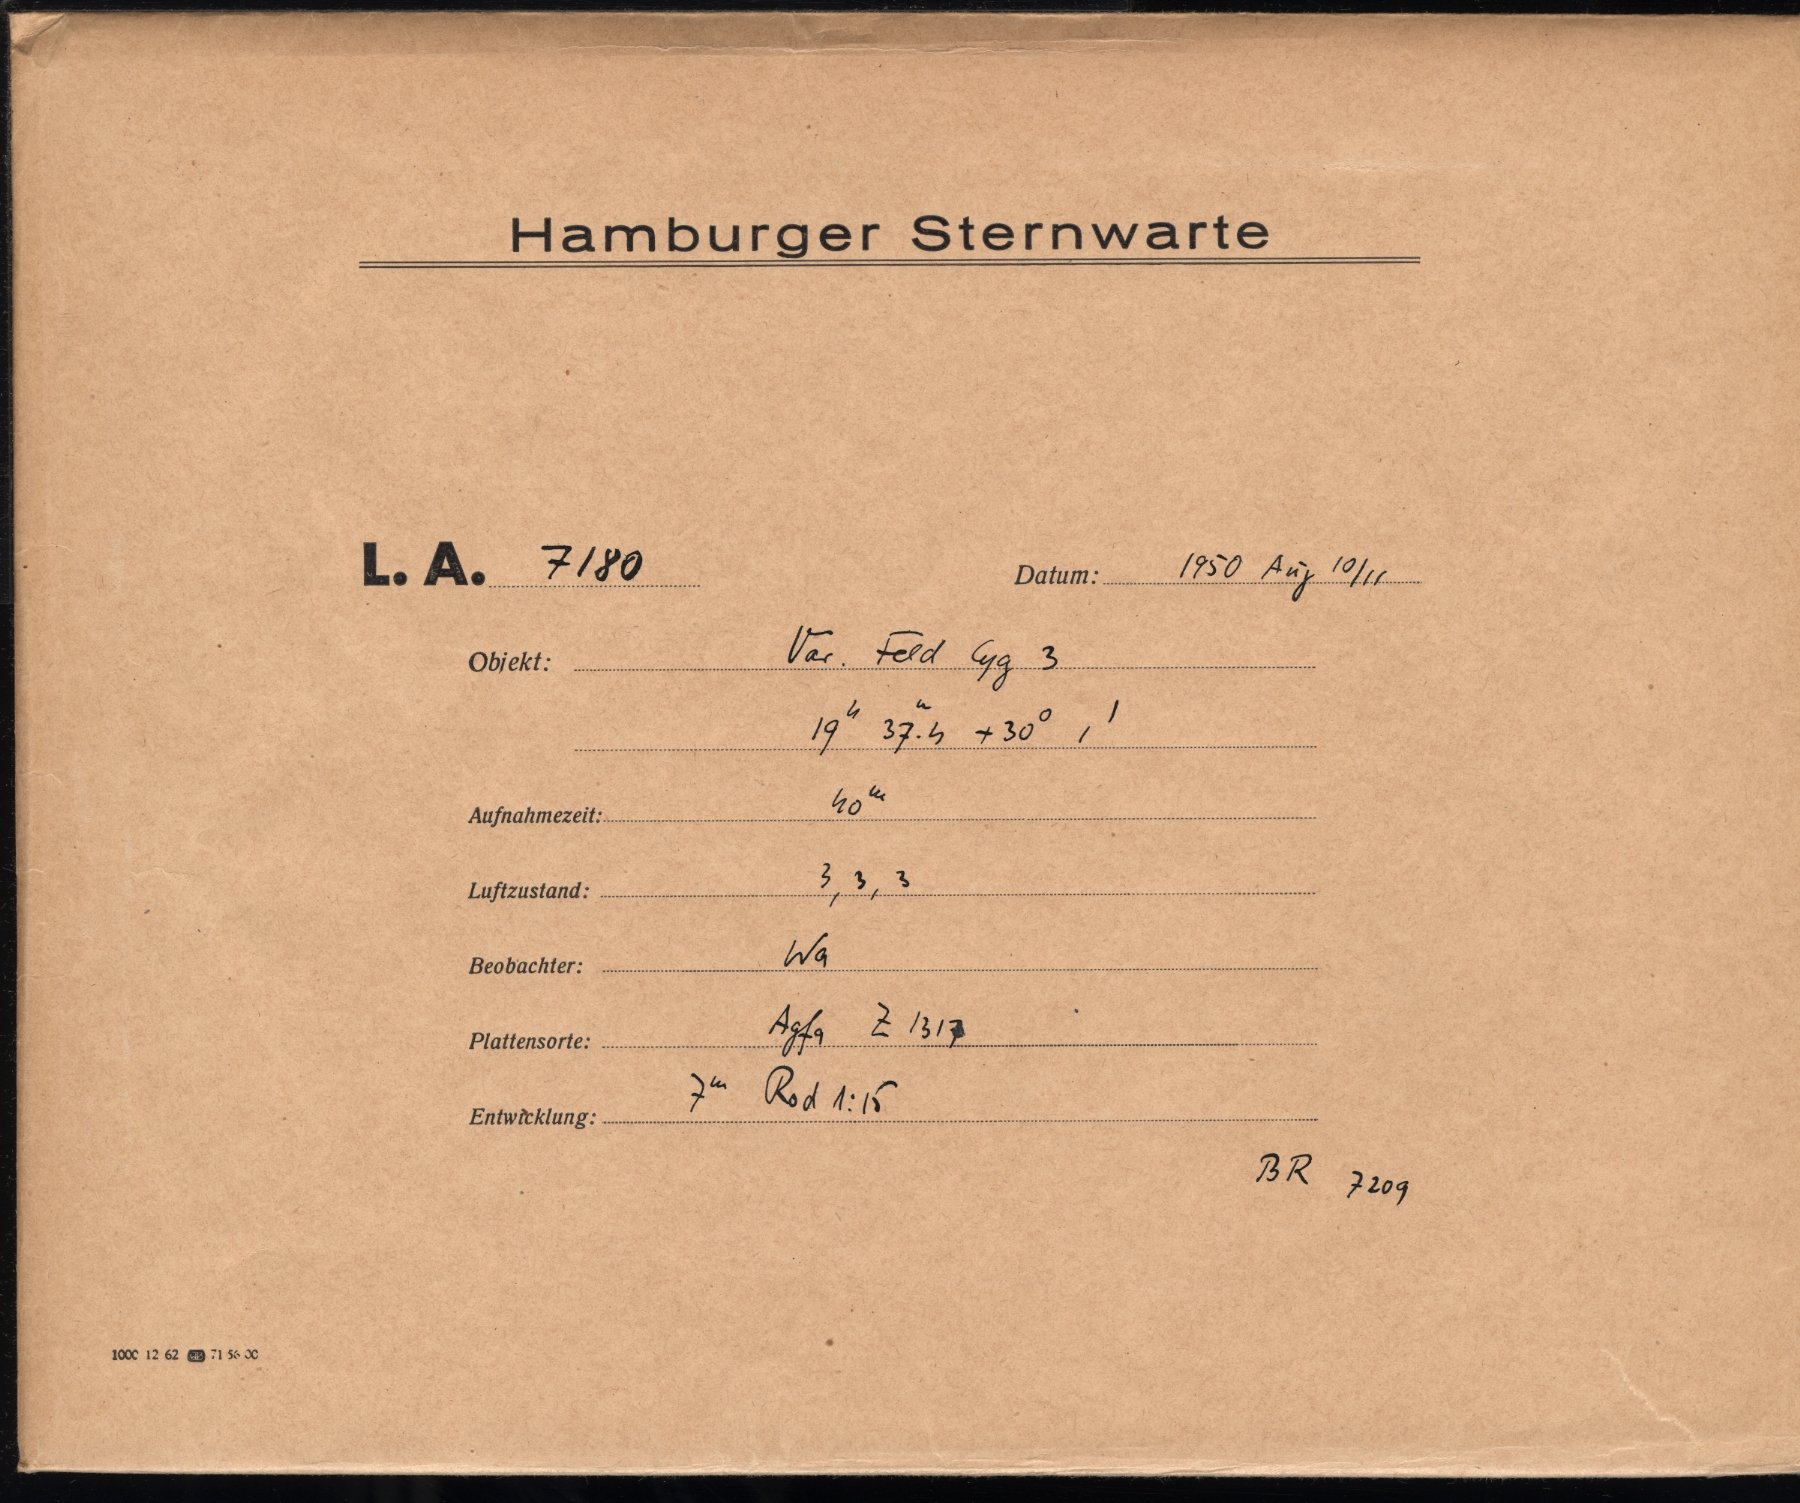 Hamburger Sternwarte
L. A. 7180 Datum: 1950 Aug 10/11
Objekt: Var. Feld Cyg 3
19ʰ 37ᵐ.4 +30° 1'
Aufnahmezeit: 40ᵐ
Luftzustand: 3, 3, 3
Beobachter: Wa
Plattensorte: Agfa Z 1317
Entwicklung: 7ᵐ Rod 1:15
BR 7209
1000 12 62 71 56 00